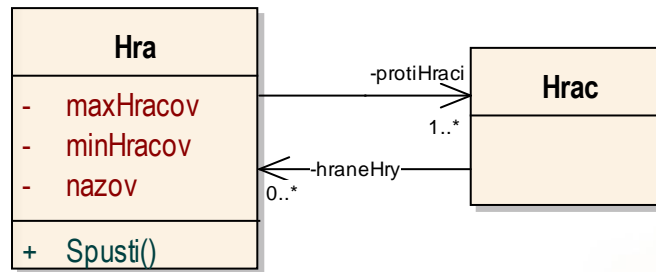 Hra
- maxHracov
- minHracov
- nazov
+ Spusti()
-protiHraci
1..*
-hraneHry
0..*
Hrac